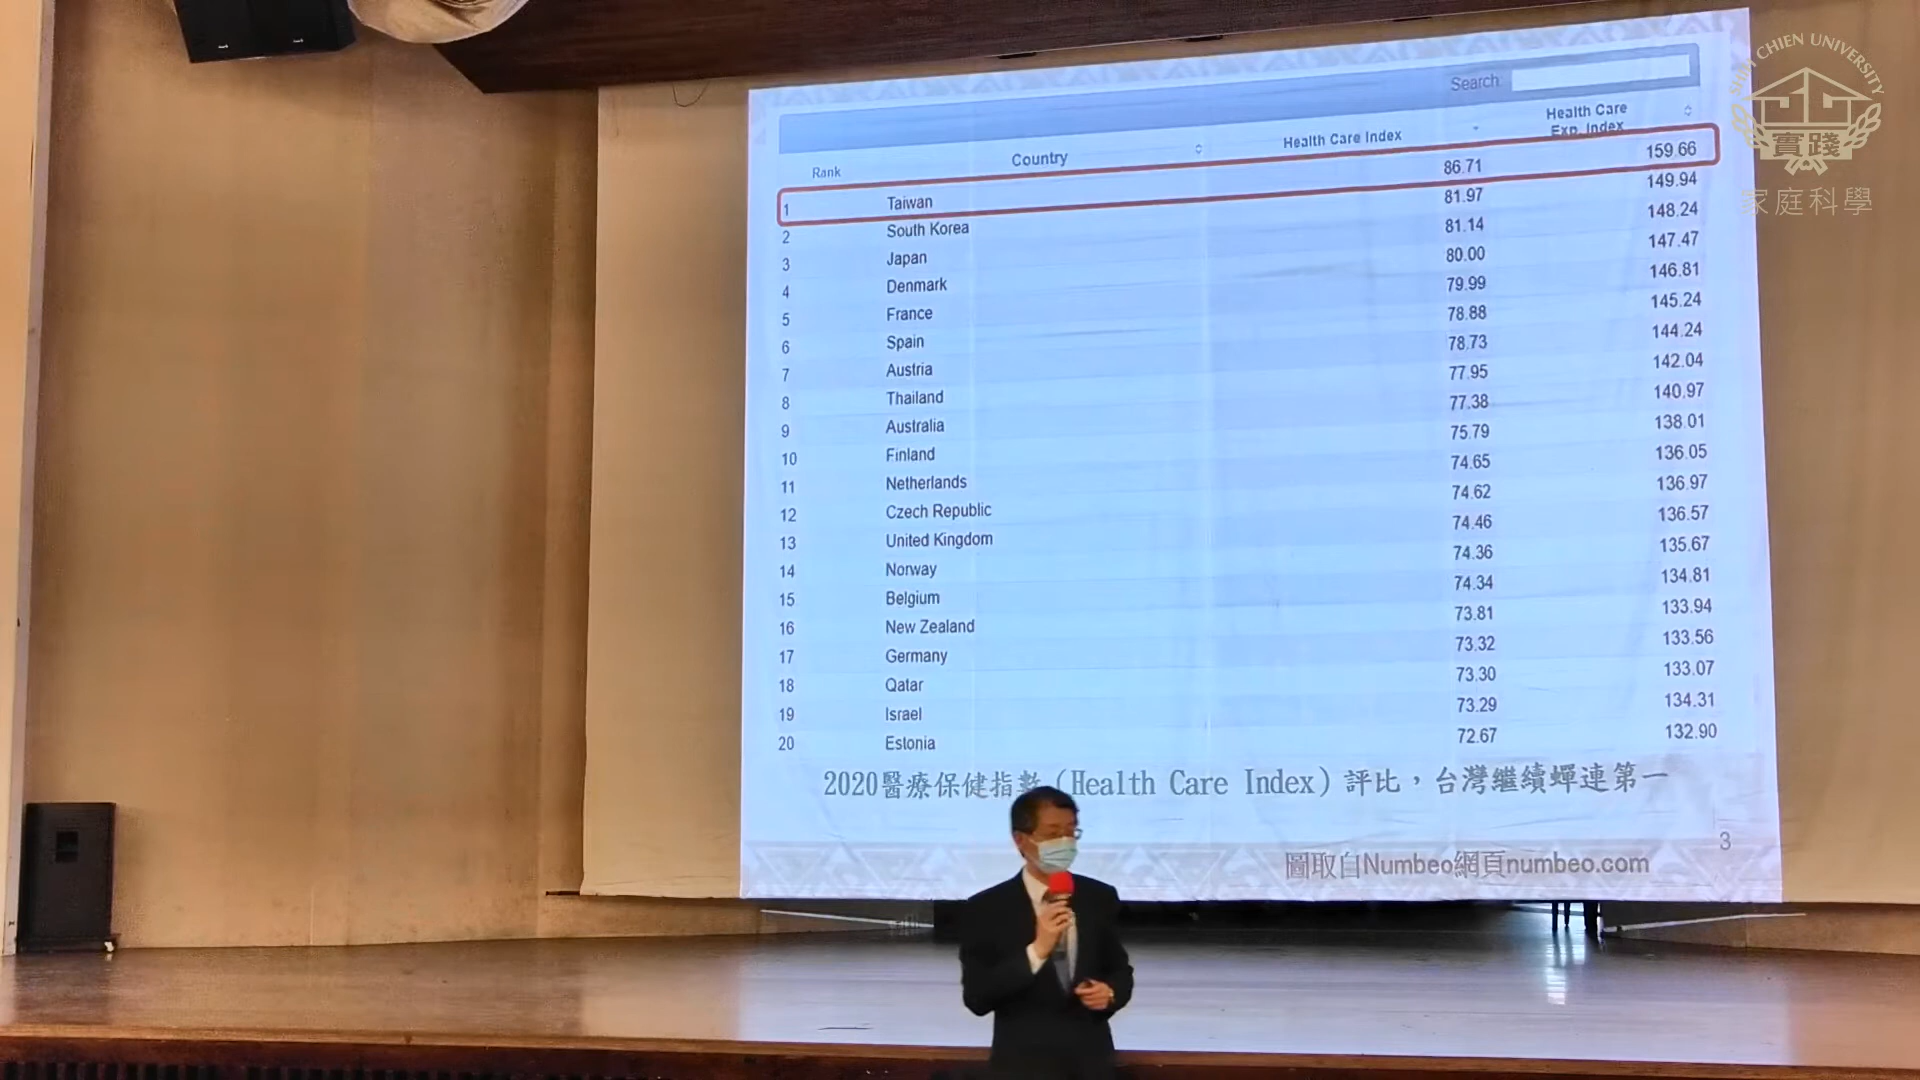 SHIH CHIEN UNIVERSITY
實踐
家庭科學
Search:
Rank Country Health Care Index Health Care
Exp. Index
1 Taiwan 86.71 159.66
2 South Korea 81.97 149.94
3 Japan 81.14 148.24
4 Denmark 80.00 147.47
5 France 79.99 146.81
6 Spain 78.88 145.24
7 Austria 78.73 144.24
8 Thailand 77.95 142.04
9 Australia 77.38 140.97
10 Finland 75.79 138.01
11 Netherlands 74.65 136.05
12 Czech Republic 74.62 136.97
13 United Kingdom 74.46 136.57
14 Norway 74.36 135.67
15 Belgium 74.34 134.81
16 New Zealand 73.81 133.94
17 Germany 73.32 133.56
18 Qatar 73.30 133.07
19 Israel 73.29 134.31
20 Estonia 72.67 132.90
2020醫療保健指數（Health Care Index）評比，台灣繼續蟬連第一
3
圖取自Numbeo網頁numbeo.com